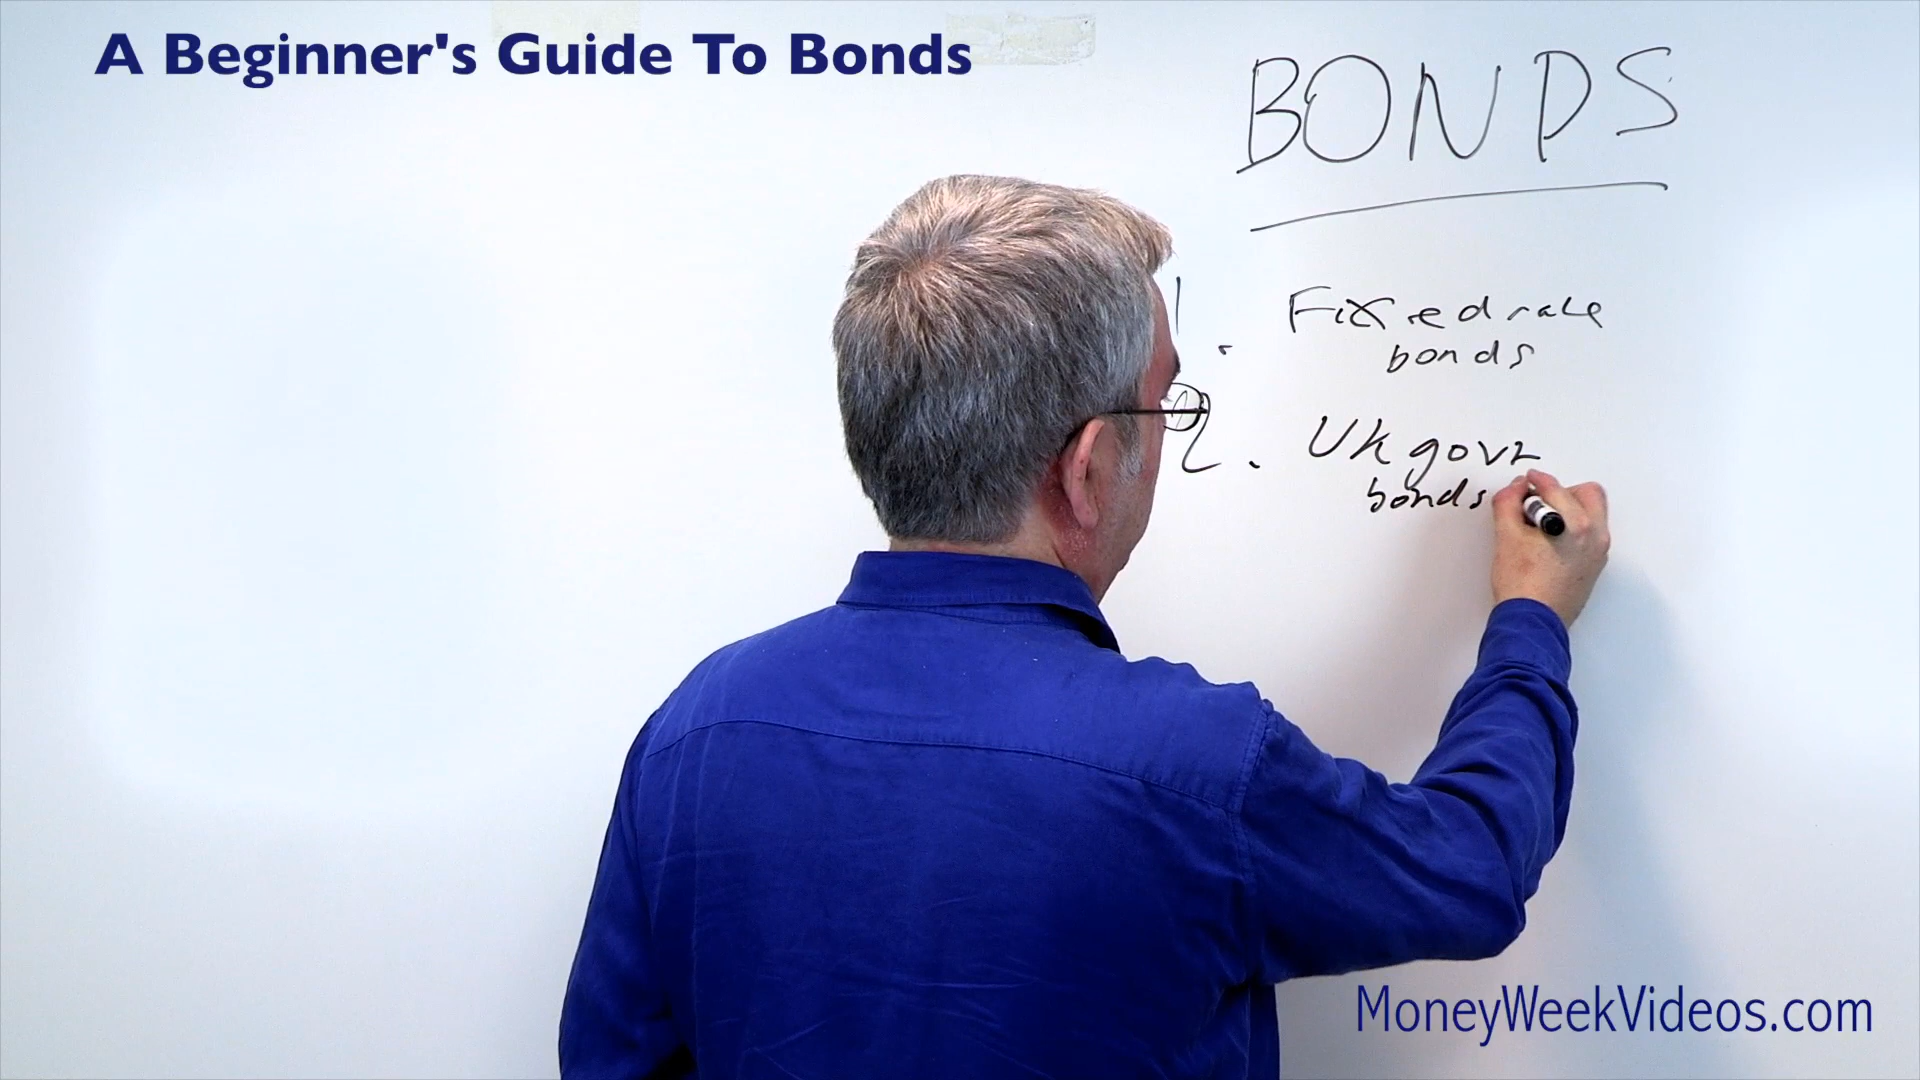 A Beginner's Guide To Bonds
BONDS
1. Fixed rate
bonds
2. UK govt
bonds
MoneyWeekVideos.com